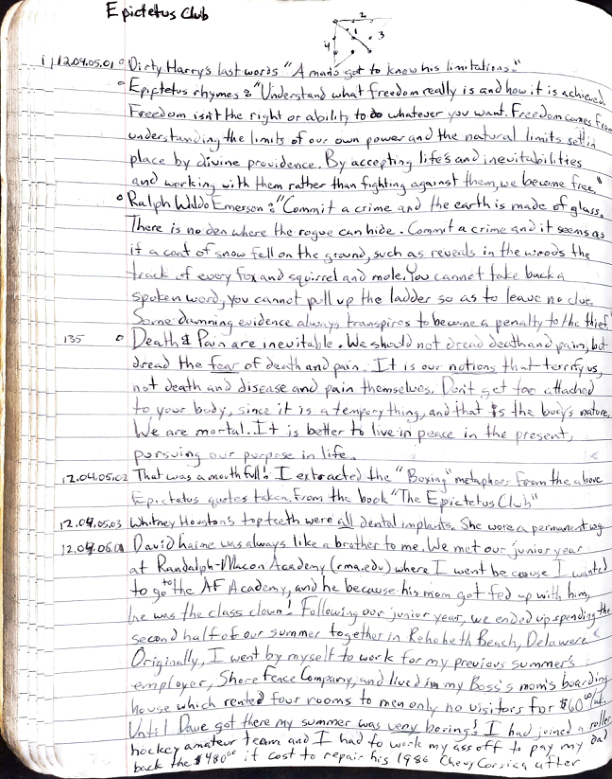 Epictetus Club
2
1
3
4
i) 12.04.05.01 ° Dirty Harry's last words "A mans got to know his limitations."
° Epictetus rhymes : "Understand what freedom really is and how it is achieved.
Freedom isn't the right or ability to do whatever you want. Freedom comes from
understanding the limits of our own power and the natural limits set in
place by divine providence. By accepting life's and inevitabilities
and working with them rather than fighting against them, we become free."
° Ralph Waldo Emerson : "Commit a crime and the earth is made of glass.
There is no den where the rogue can hide. Commit a crime and it seems as
if a coat of snow fell on the ground, such as reveals in the woods the
track of every fox and squirrel and mole. You cannot take back a
spoken word, you cannot pull up the ladder so as to leave no clue.
Some damning evidence always transpires to become a penalty to the thief."
135 ° Death & Pain are inevitable. We should not dread death and pain, but
dread the fear of death and pain. It is our notions that terrify us,
not death and disease and pain themselves. Don't get too attached
to your body, since it is a tempory thing, and that is the body's nature.
We are mortal. It is better to live in peace in the present,
pursuing our purpose in life.
12.04.05.02 That was a mouthfull! I extracted the "Boxing" metaphors from the above
Epictetus quotes taken from the book "The Epictetus Club"
12.04.05.03 Whitney Houston's top teeth were all dental implants. She wore a permanent wig
12.04.06.01 David haime was always like a brother to me. We met our junior year
at Randalph-Macon Academy (rma.edu) where I went because I wanted
to go to the AF Academy, and he because his mom got fed up with him,
he was the class clown! Following our junior year, we ended up spending the
second half of our summer together in Rehobeth Beach, Delaware.
Originally, I went by myself to work for my previous summer's
employer, Shore Fence Company, and lived in my Boss's mom's boarding
house which rented four rooms to men only no visitors for $60.00/wk.
Until Dave got there my summer was very boring! I had joined a roller
hockey amateur team and I had to work my ass off to pay my Dad
back the $480.00 it cost to repair his 1986 Chevy Corsica after